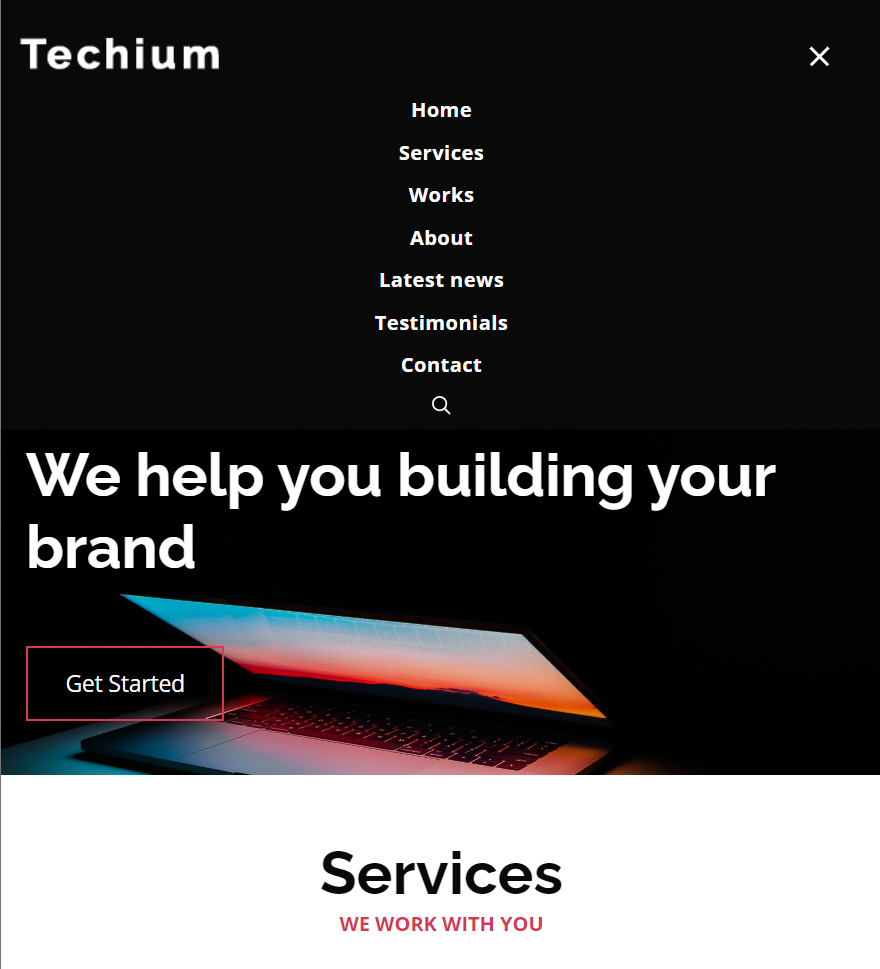 Techium
Home
Services
Works
About
Latest news
Testimonials
Contact
We help you building your
brand
Get Started
Services
WE WORK WITH YOU